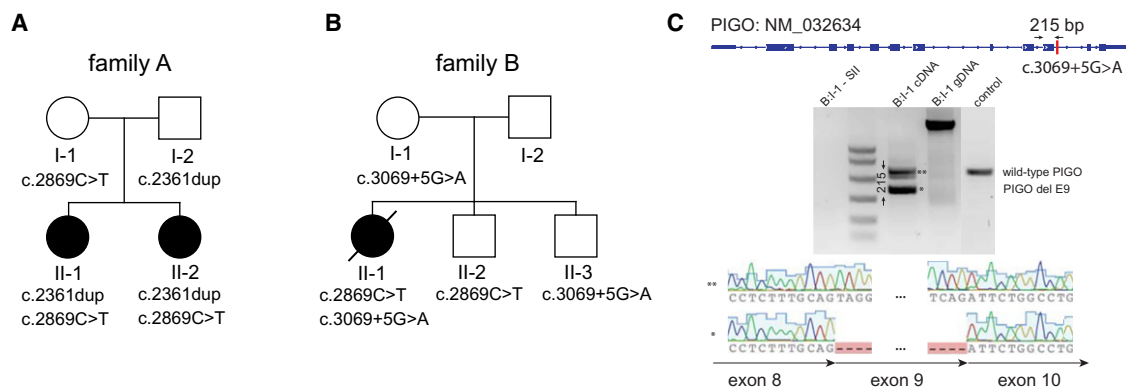 A
family A
I-1
c.2869C>T
I-2
c.2361dup
II-1
c.2361dup
c.2869C>T
II-2
c.2361dup
c.2869C>T
B
family B
I-1
c.3069+5G>A
I-2
II-1
c.2869C>T
c.3069+5G>A
II-2
c.2869C>T
II-3
c.3069+5G>A
C
PIGO: NM_032634
215 bp
c.3069+5G>A
B:I-1 - SII
B:I-1 cDNA
B:I-1 gDNA
control
215
**
*
wild-type PIGO
PIGO del E9
**
CCTCTTTGCAGTAGG ... TCAGATTCTGGCCTG
*
CCTCTTTGCAG---- ... ----ATTCTGGCCTG
exon 8 exon 9 exon 10